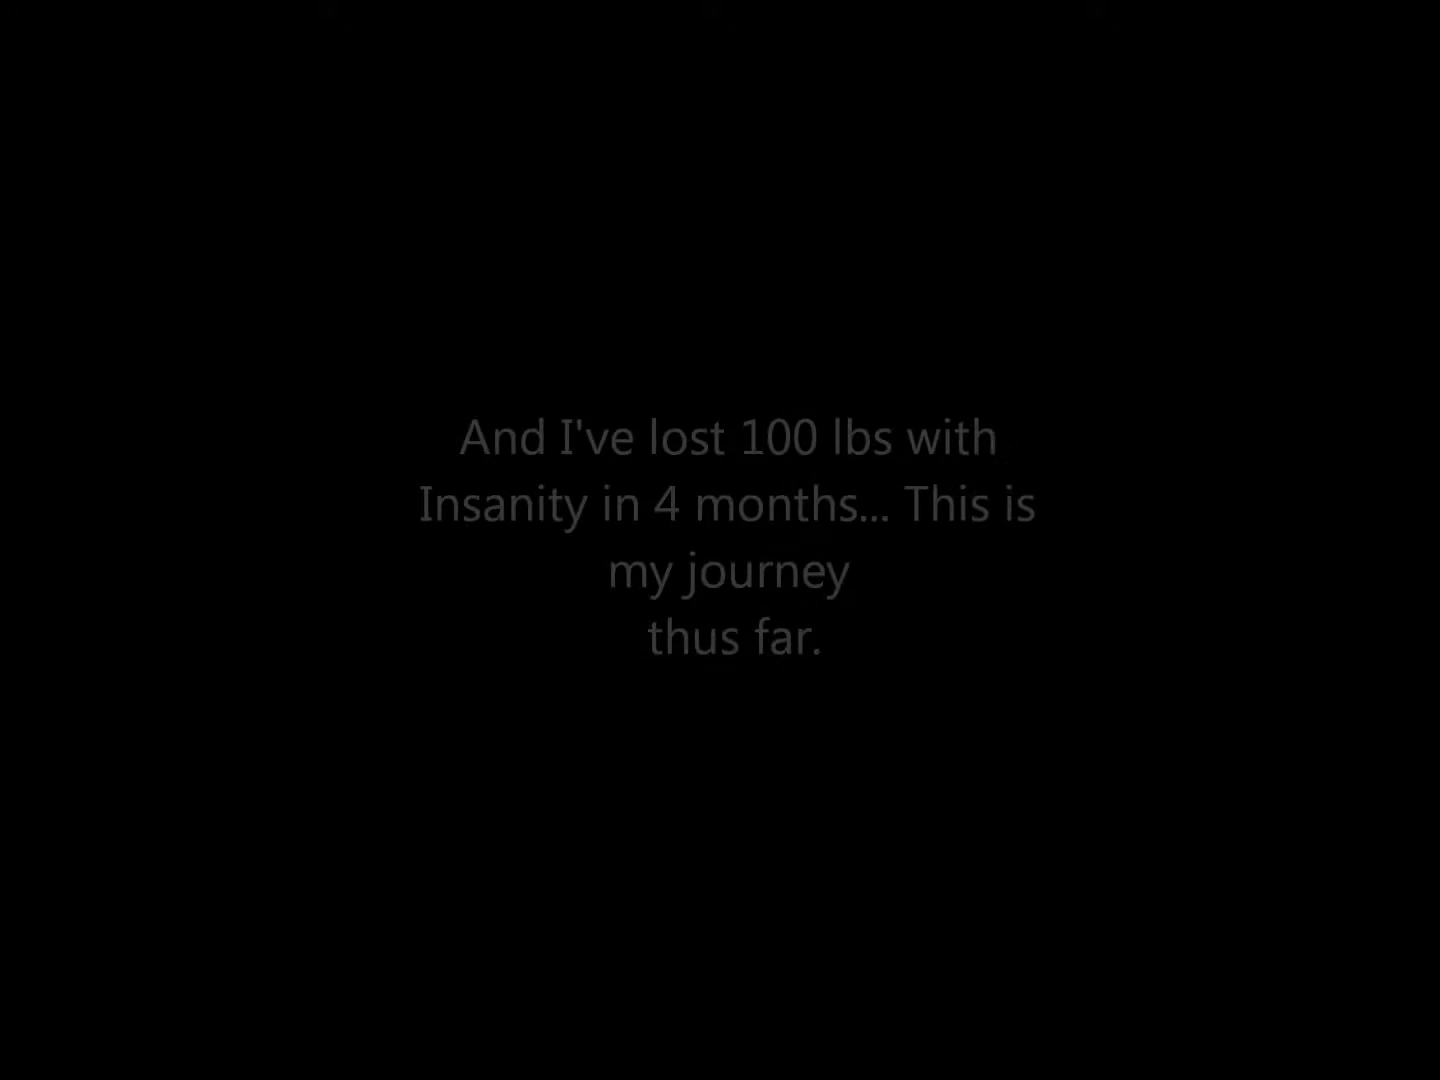 And I've lost 100 lbs with
Insanity in 4 months... This is
my journey
thus far.